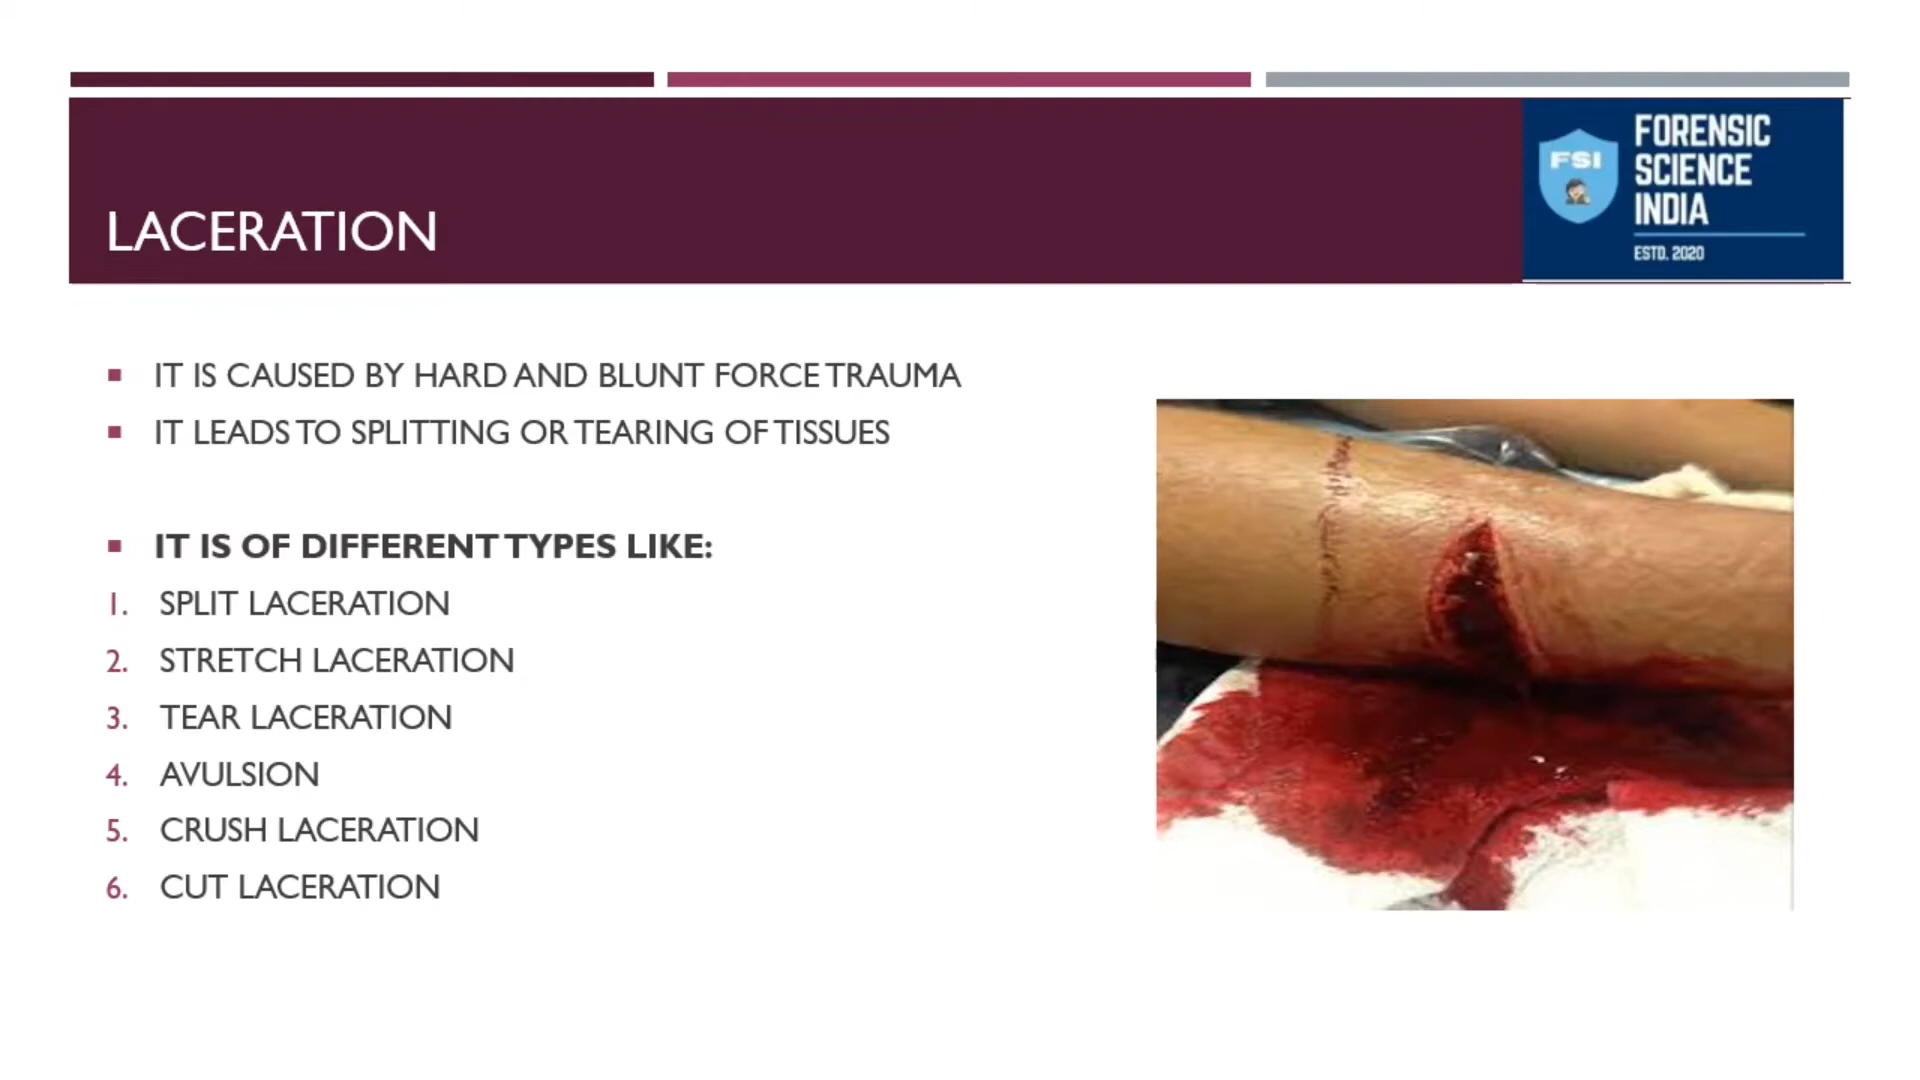 FORENSIC
SCIENCE
INDIA
FSI
ESTD. 2020
LACERATION
IT IS CAUSED BY HARD AND BLUNT FORCE TRAUMA
IT LEADS TO SPLITTING OR TEARING OF TISSUES
IT IS OF DIFFERENT TYPES LIKE:
1. SPLIT LACERATION
2. STRETCH LACERATION
3. TEAR LACERATION
4. AVULSION
5. CRUSH LACERATION
6. CUT LACERATION